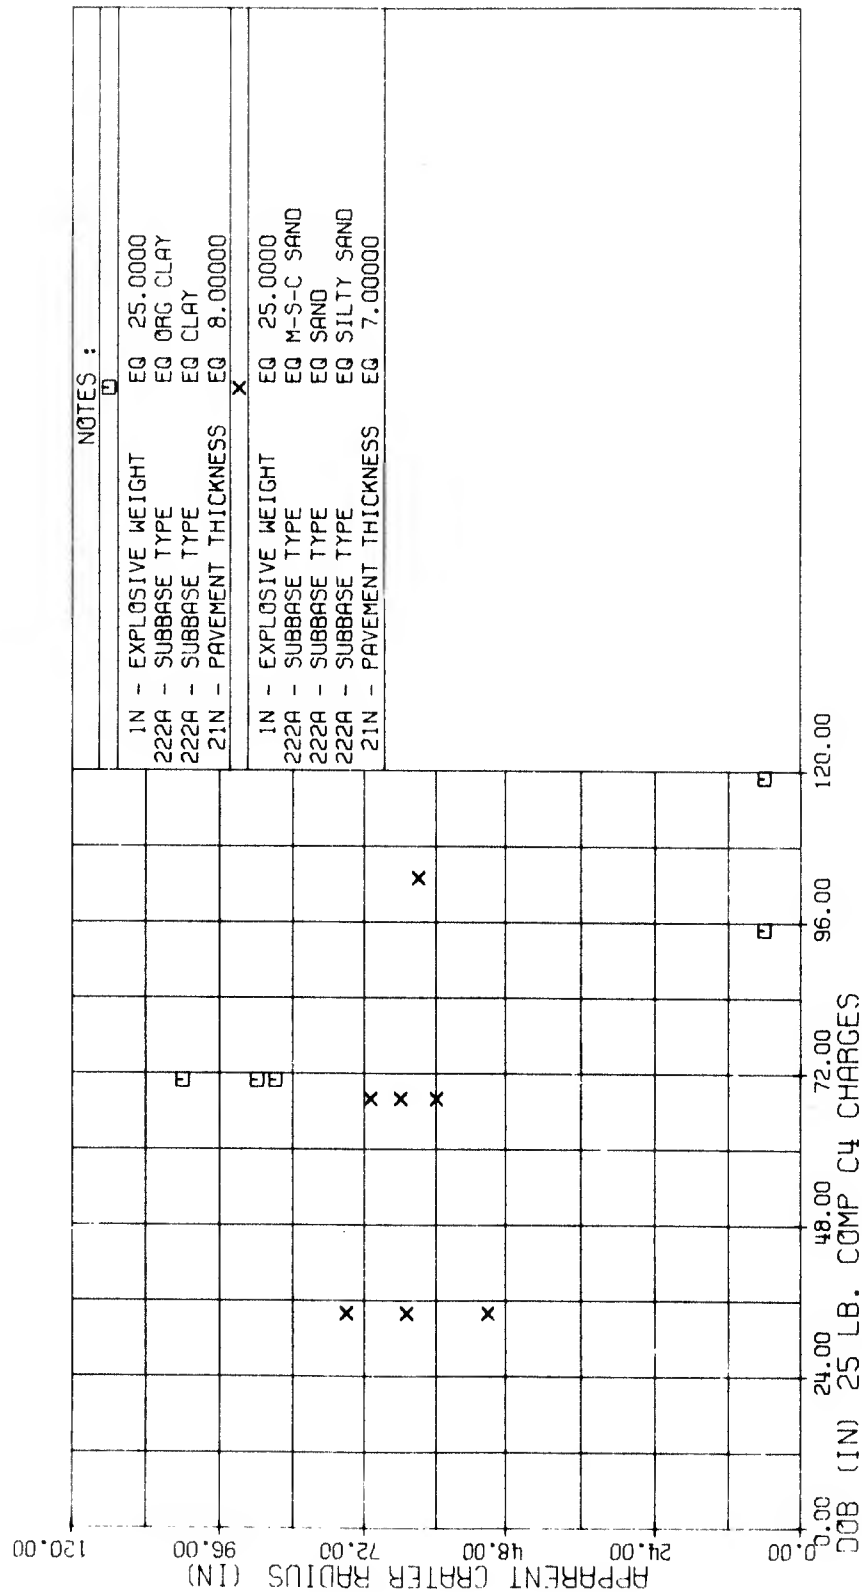 NOTES :
1N - EXPLOSIVE WEIGHT EQ 25.0000
222A - SUBBASE TYPE EQ ORG CLAY
222A - SUBBASE TYPE EQ CLAY
21N - PAVEMENT THICKNESS EQ 8.00000
1N - EXPLOSIVE WEIGHT EQ 25.0000
222A - SUBBASE TYPE EQ M-S-C SAND
222A - SUBBASE TYPE EQ SAND
222A - SUBBASE TYPE EQ SILTY SAND
21N - PAVEMENT THICKNESS EQ 7.00000
APPARENT CRATER RADIUS (IN)
120.00
96.00
72.00
48.00
24.00
0.00
0.00 24.00 48.00 72.00 96.00 120.00
DOB (IN) 25 LB. COMP C4 CHARGES